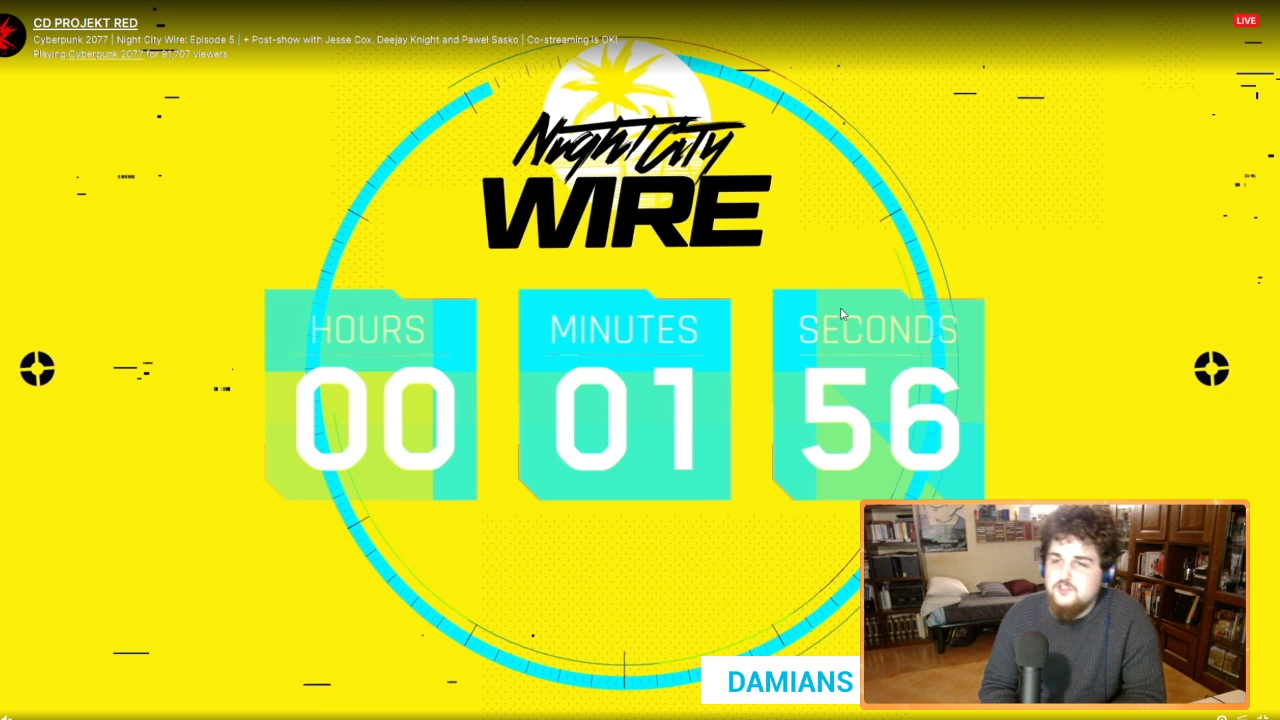 CD PROJEKT RED
Cyberpunk 2077 | Night City Wire: Episode 5 | + Post-show with Jesse Cox, Deejay Knight and Paweł Sasko | Co-streaming is OK!
Playing Cyberpunk 2077 for 91,707 viewers
LIVE
Night City
WIRE
HOURS
MINUTES
SECONDS
00
01
56
DAMIANS